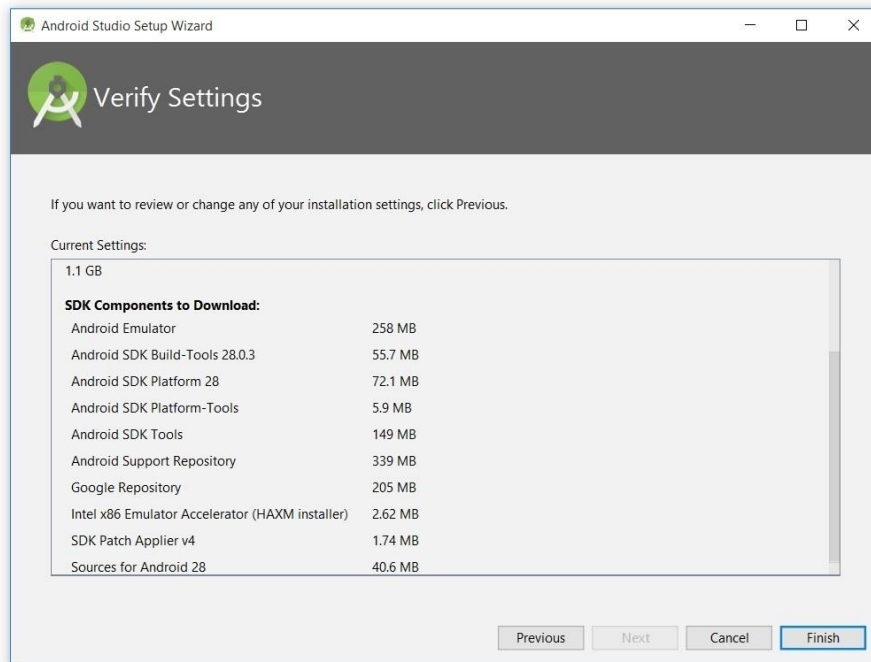 Android Studio Setup Wizard
Verify Settings
If you want to review or change any of your installation settings, click Previous.
Current Settings:
1.1 GB
SDK Components to Download:
Android Emulator 258 MB
Android SDK Build-Tools 28.0.3 55.7 MB
Android SDK Platform 28 72.1 MB
Android SDK Platform-Tools 5.9 MB
Android SDK Tools 149 MB
Android Support Repository 339 MB
Google Repository 205 MB
Intel x86 Emulator Accelerator (HAXM installer) 2.62 MB
SDK Patch Applier v4 1.74 MB
Sources for Android 28 40.6 MB
Previous Next Cancel Finish